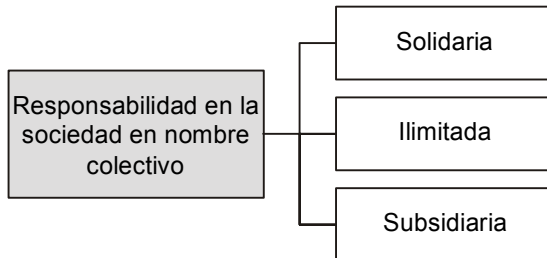 Responsabilidad en la
sociedad en nombre
colectivo
Solidaria
Ilimitada
Subsidiaria